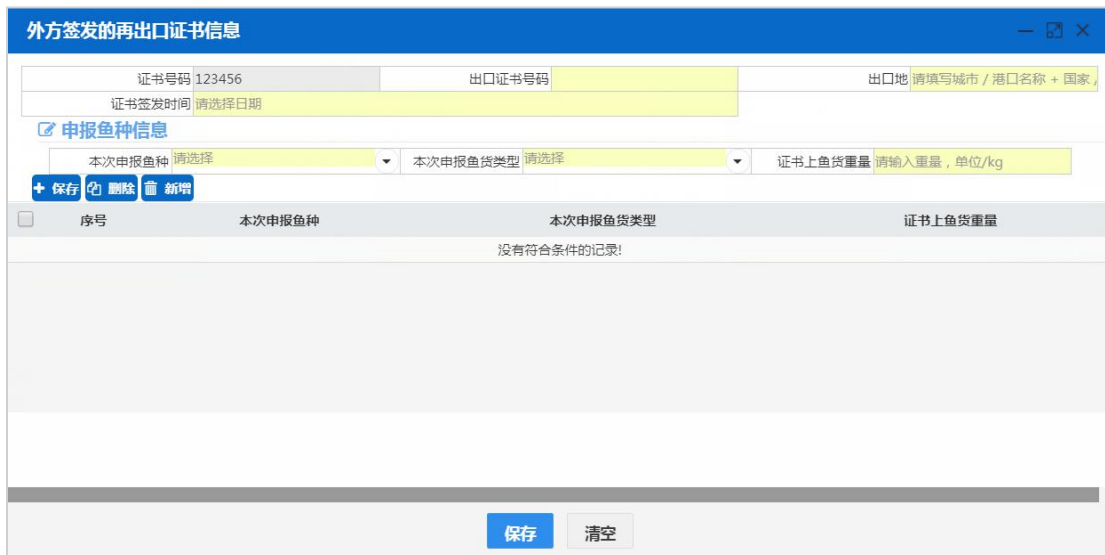 外方签发的再出口证书信息
证书号码 123456 出口证书号码 出口地 请填写城市 / 港口名称 + 国家
证书签发时间 请选择日期
申报鱼种信息
本次申报鱼种 请选择 本次申报鱼货类型 请选择 证书上鱼货重量 请输入重量，单位/kg
保存 删除 新增
序号 本次申报鱼种 本次申报鱼货类型 证书上鱼货重量
没有符合条件的记录!
保存 清空